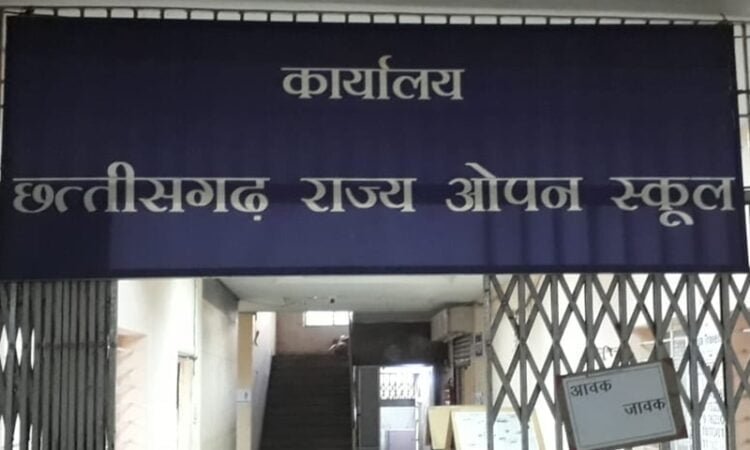 कार्यालय
छत्तीसगढ़ राज्य ओपन स्कूल
आवक
जावक